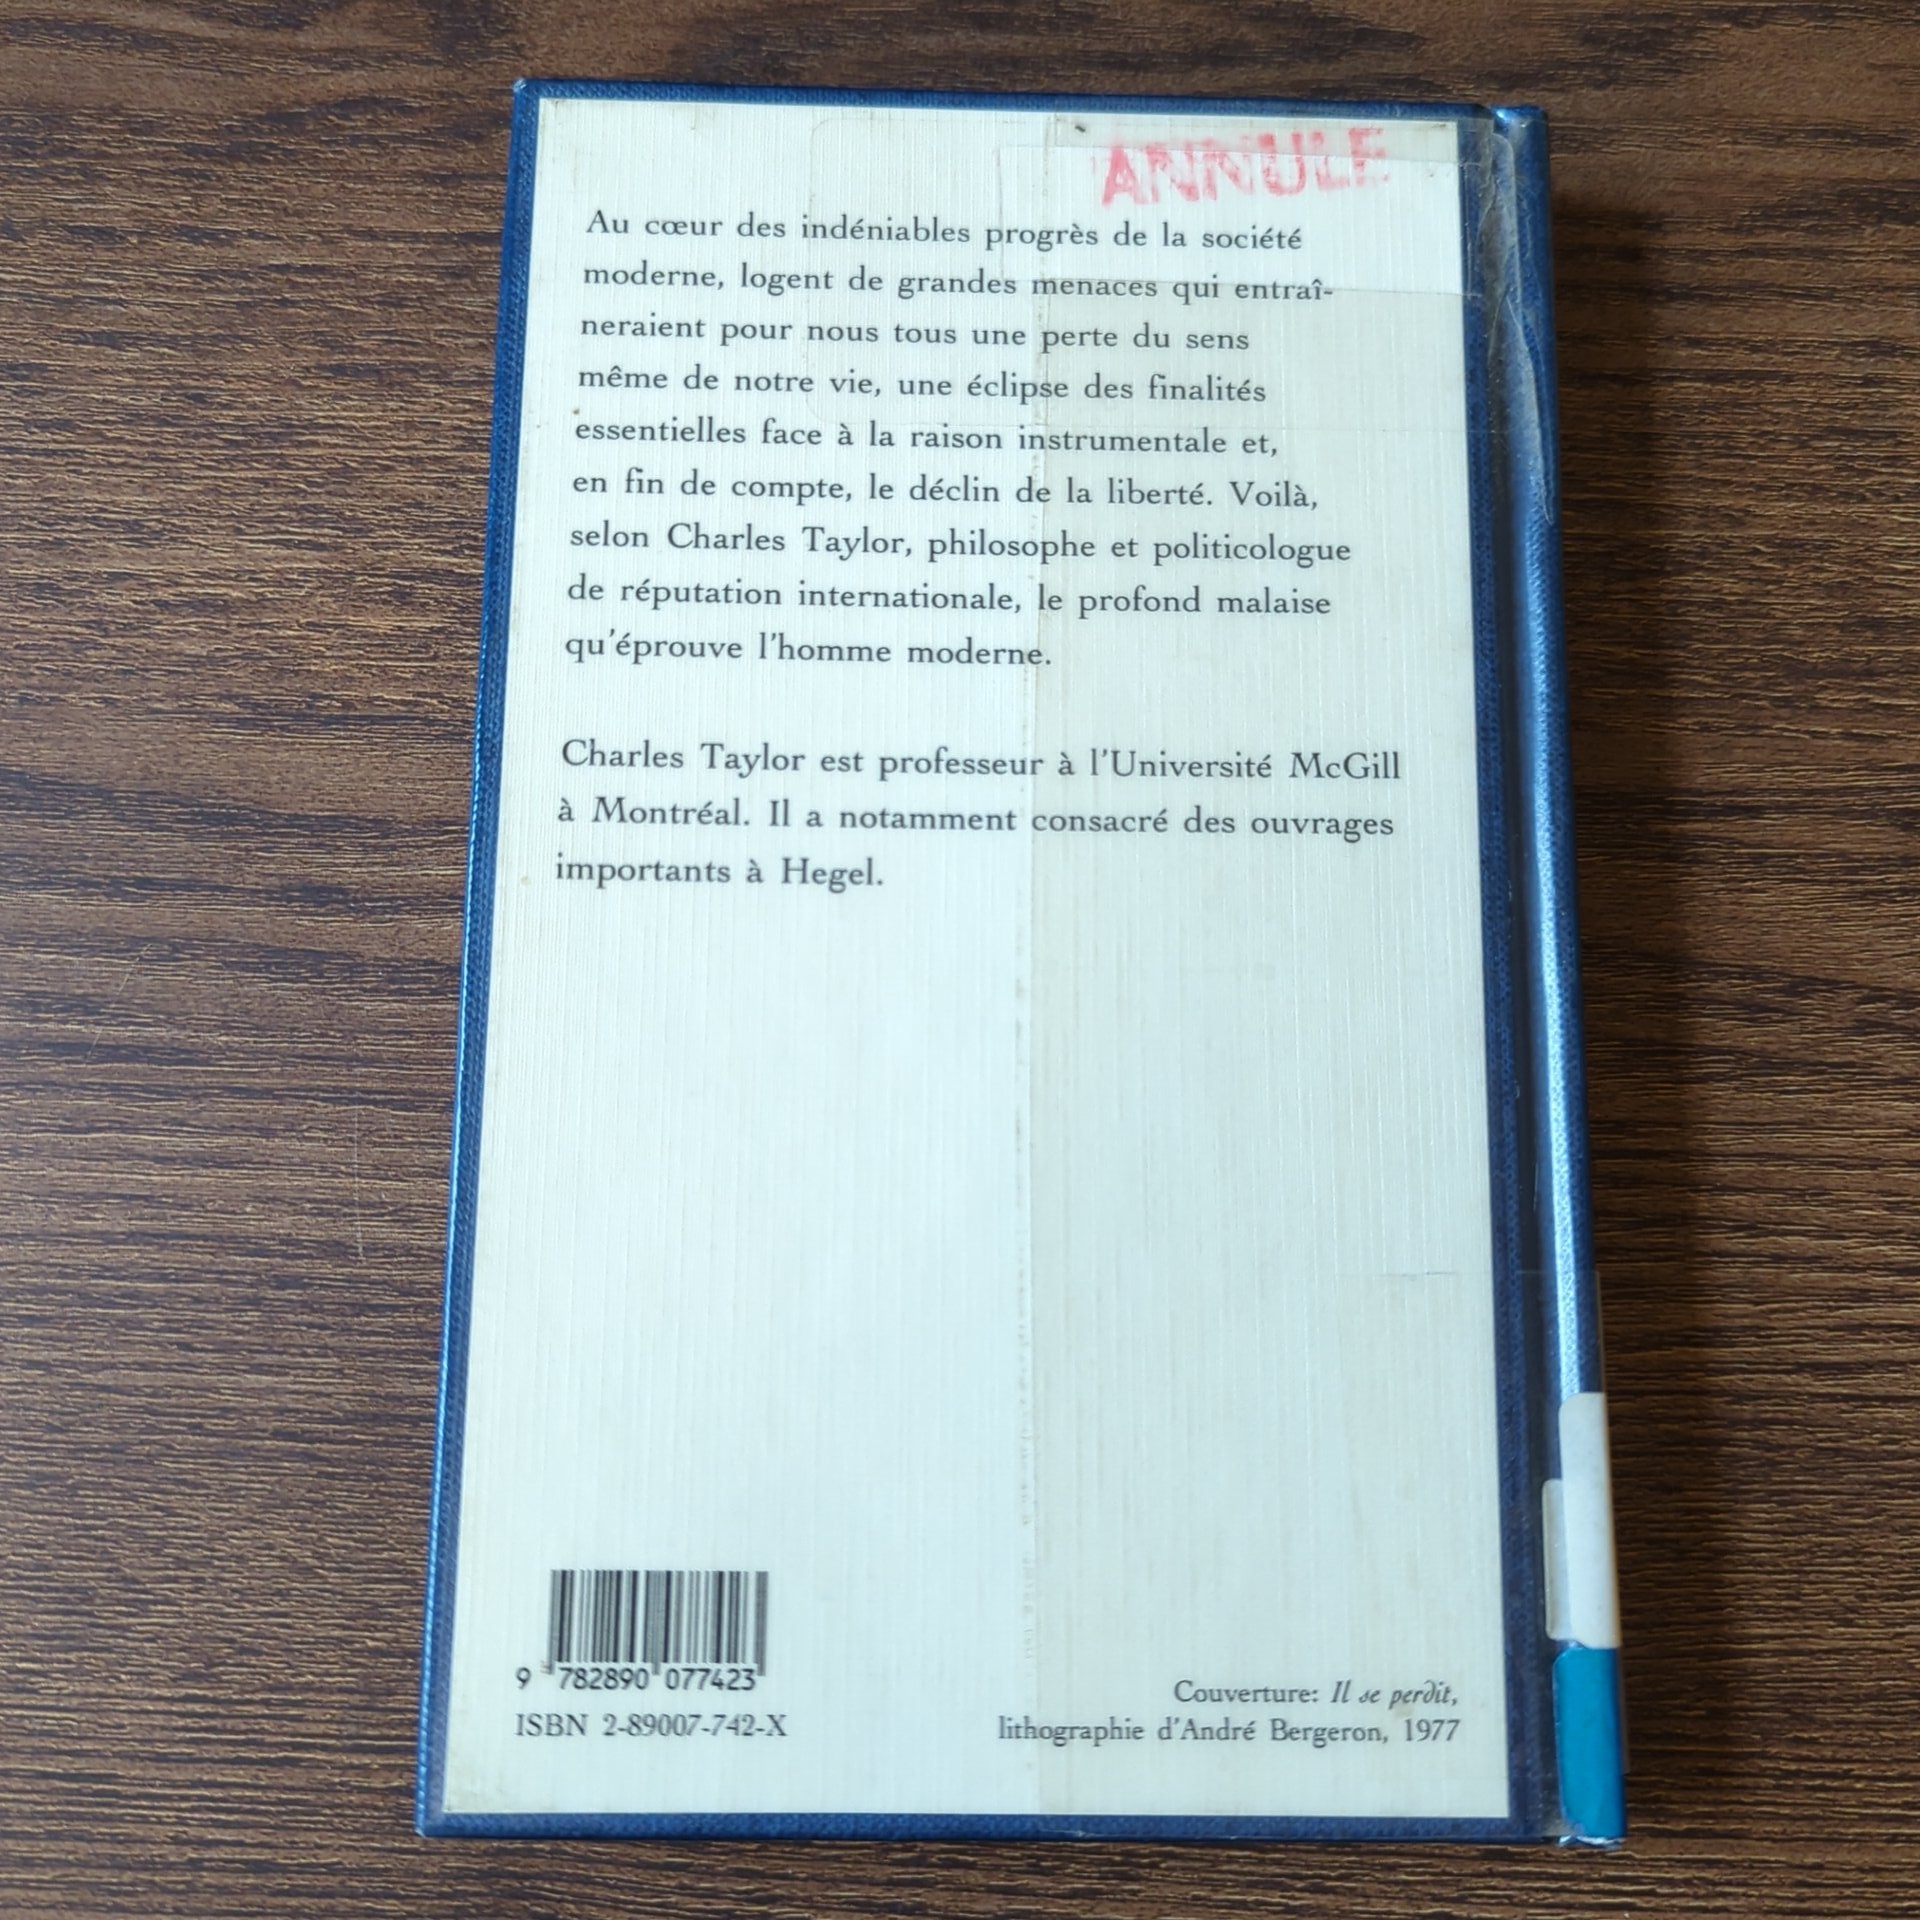 ANNULE
Au cœur des indéniables progrès de la société
moderne, logent de grandes menaces qui entraî-
neraient pour nous tous une perte du sens
même de notre vie, une éclipse des finalités
essentielles face à la raison instrumentale et,
en fin de compte, le déclin de la liberté. Voilà,
selon Charles Taylor, philosophe et politicologue
de réputation internationale, le profond malaise
qu'éprouve l'homme moderne.
Charles Taylor est professeur à l'Université McGill
à Montréal. Il a notamment consacré des ouvrages
importants à Hegel.
9 782890 077423
ISBN 2-89007-742-X
Couverture: Il se perdit,
lithographie d'André Bergeron, 1977